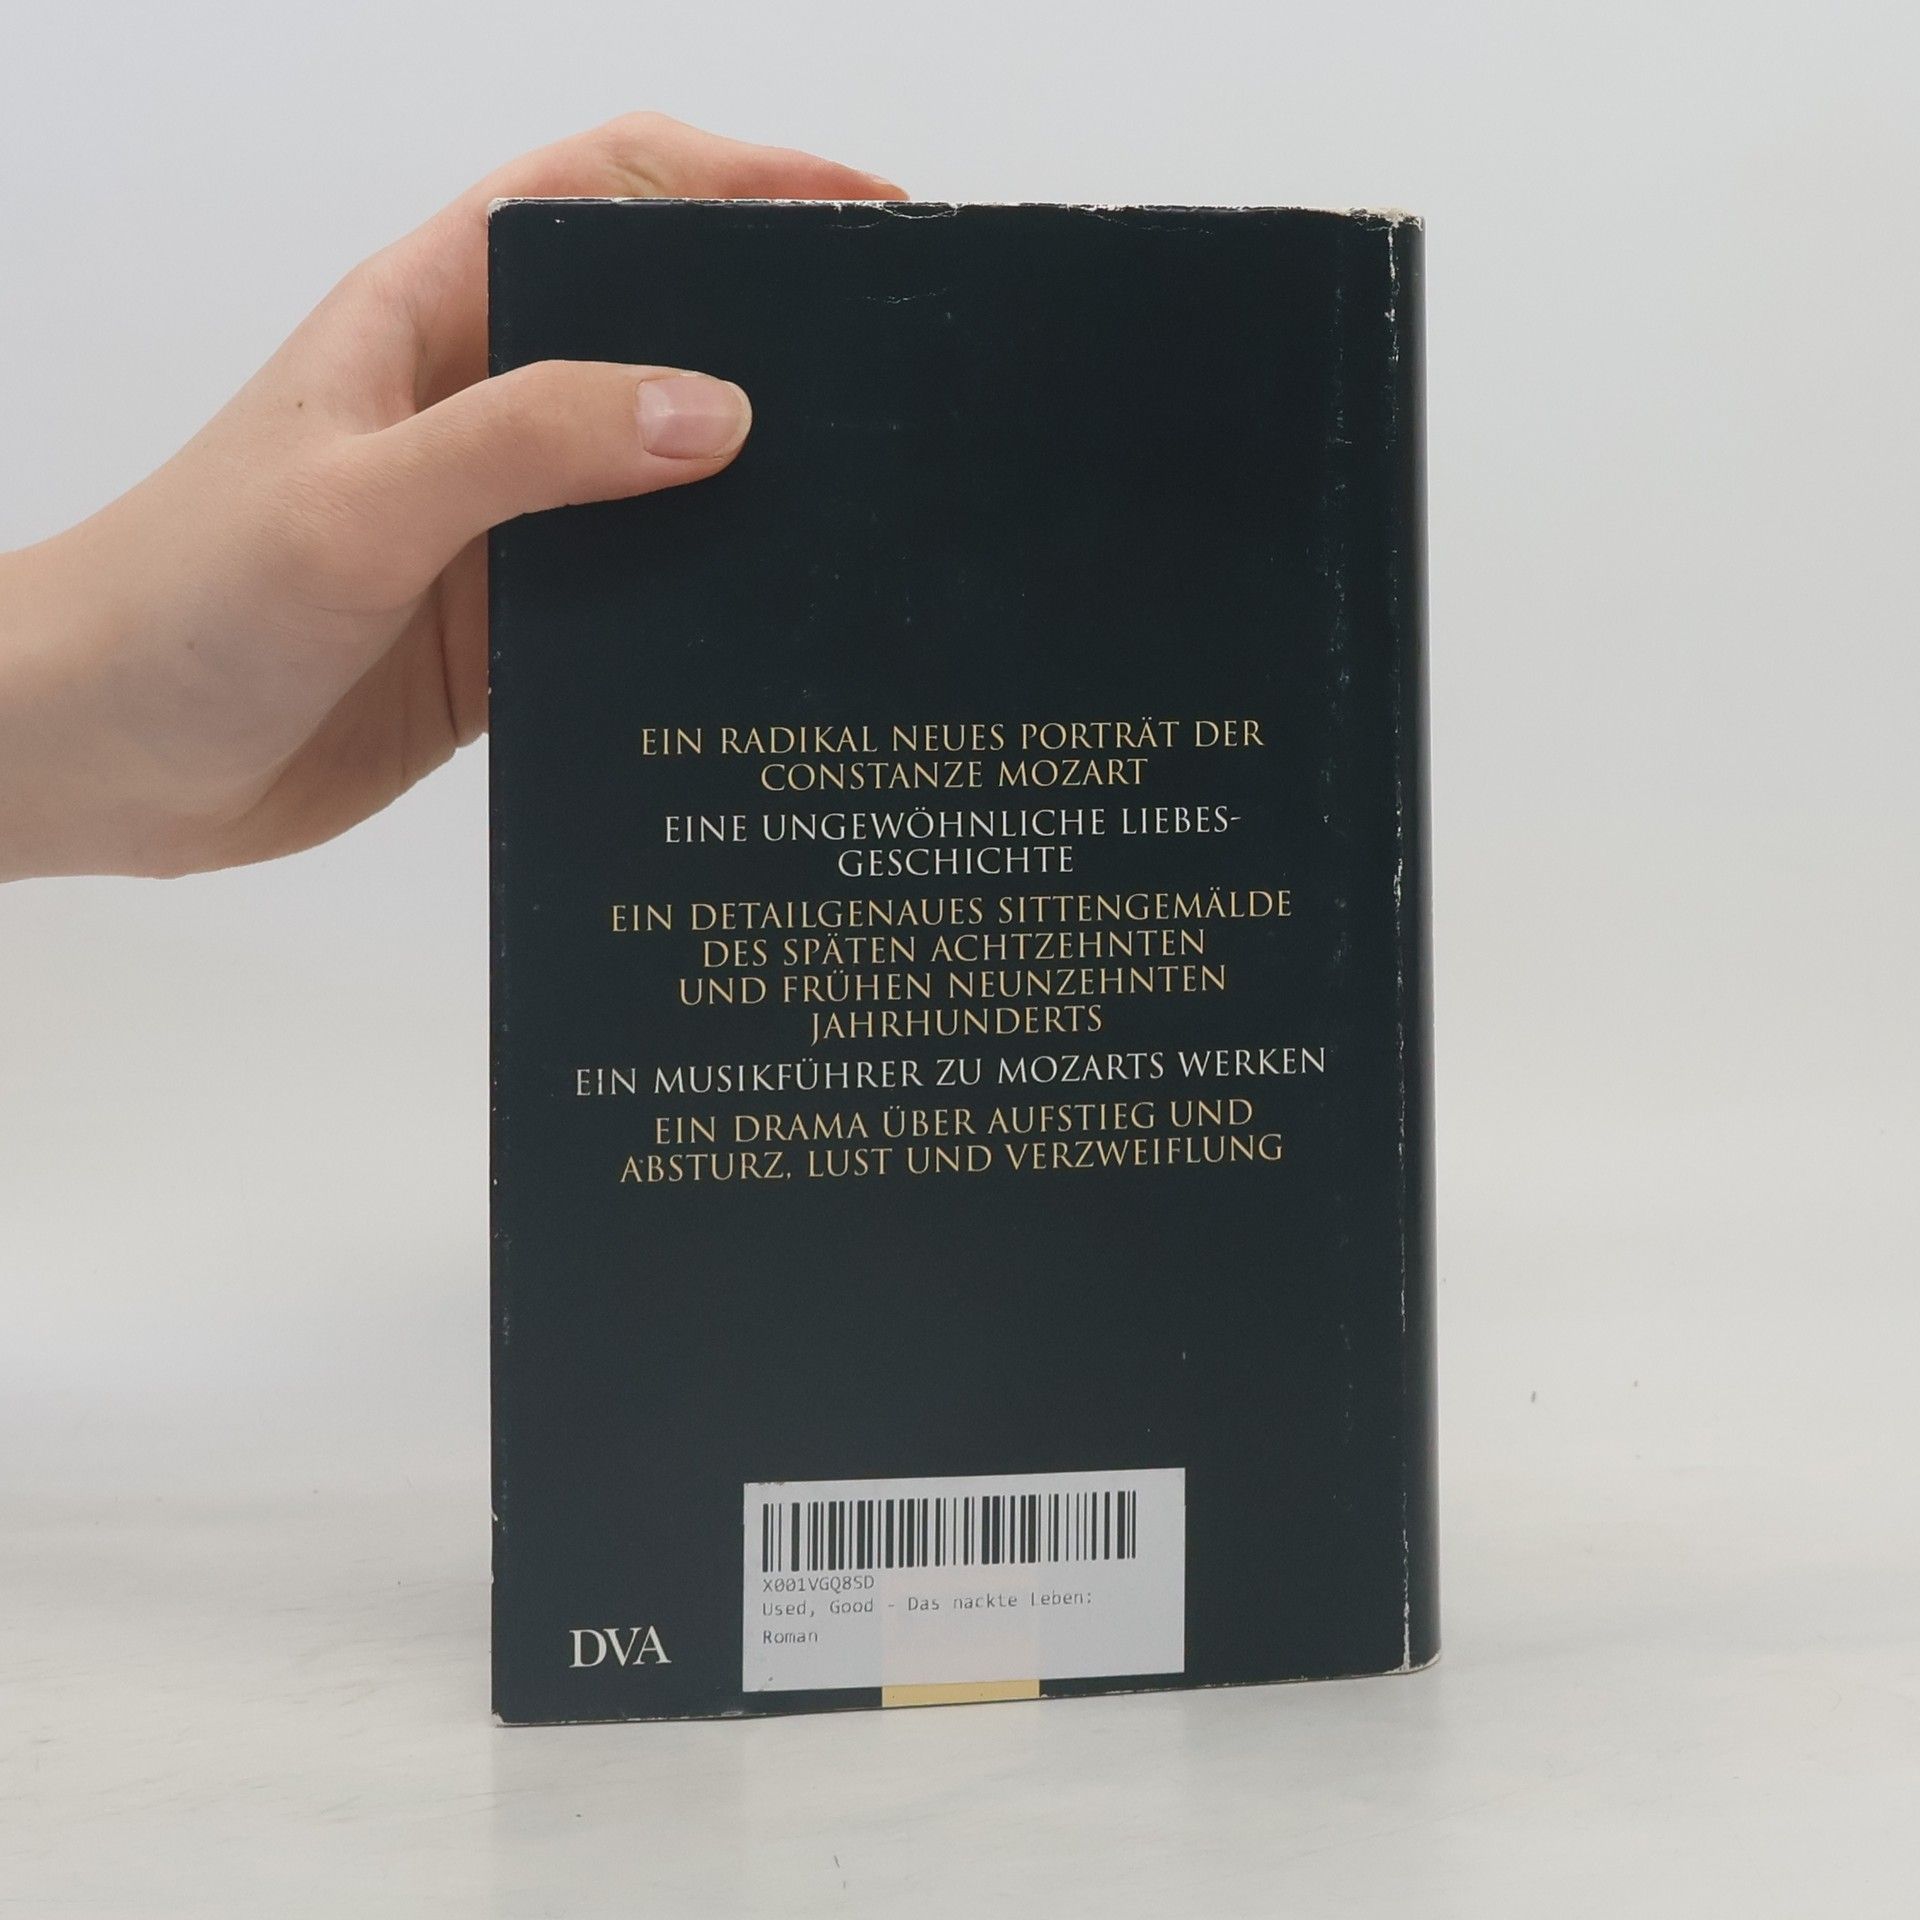 EIN RADIKAL NEUES PORTRÄT DER
CONSTANZE MOZART
EINE UNGEWÖHNLICHE LIEBES-
GESCHICHTE
EIN DETAILGENAUES SITTENGEMÄLDE
DES SPÄTEN ACHTZEHNTEN
UND FRÜHEN NEUNZEHNTEN
JAHRHUNDERTS
EIN MUSIKFÜHRER ZU MOZARTS WERKEN
EIN DRAMA ÜBER AUFSTIEG UND
ABSTURZ, LUST UND VERZWEIFLUNG
X001VGQ8SD
Used, Good - Das nackte Leben:
Roman
DVA